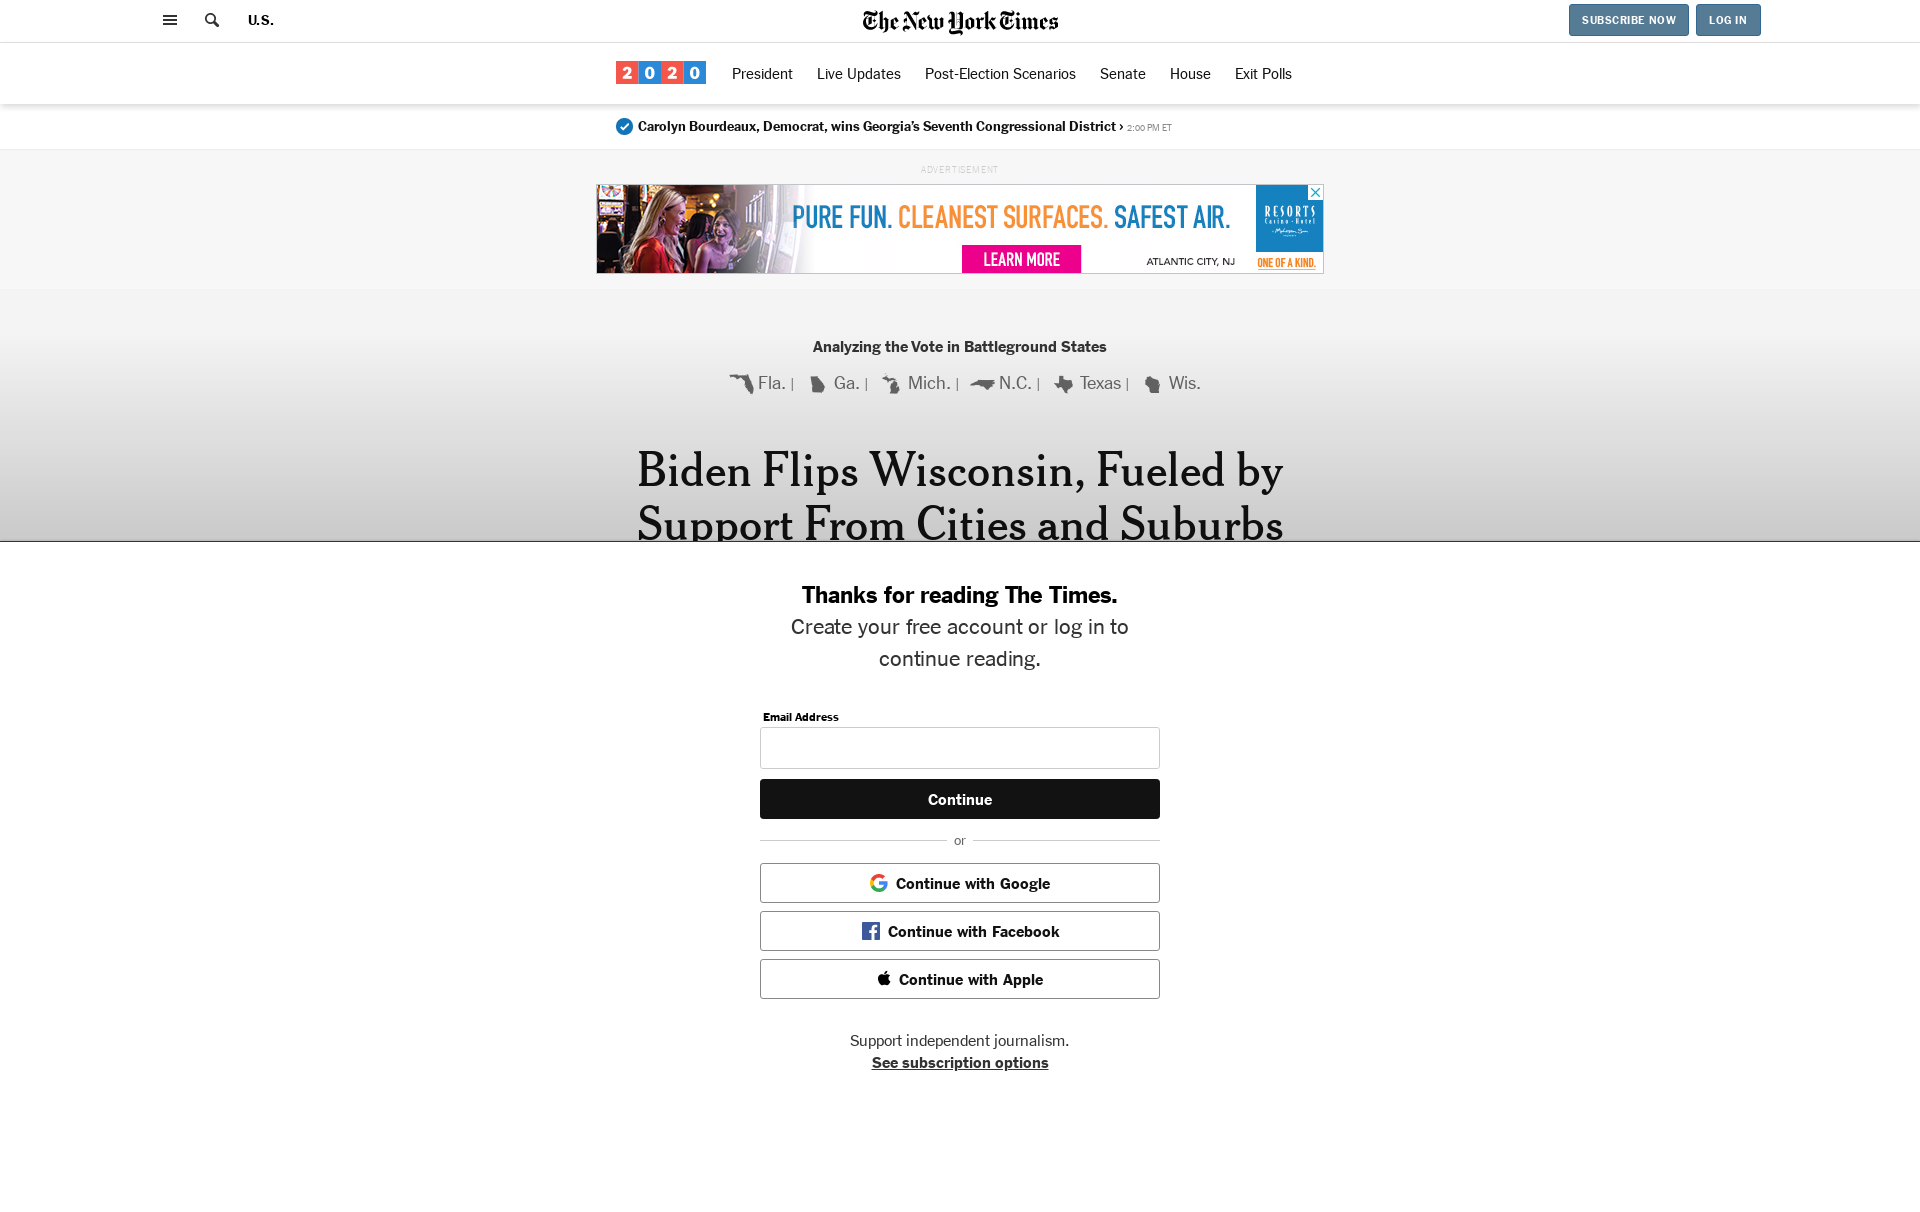 U.S.
The New York Times
SUBSCRIBE NOW
LOG IN
2020
President
Live Updates
Post-Election Scenarios
Senate
House
Exit Polls
Carolyn Bourdeaux, Democrat, wins Georgia’s Seventh Congressional District › 2:00 PM ET
ADVERTISEMENT
PURE FUN. CLEANEST SURFACES. SAFEST AIR.
LEARN MORE
ATLANTIC CITY, NJ
RESORTS
Casino • Hotel
ONE OF A KIND.
Analyzing the Vote in Battleground States
Fla. | Ga. | Mich. | N.C. | Texas | Wis.
Biden Flips Wisconsin, Fueled by
Support From Cities and Suburbs
Thanks for reading The Times.
Create your free account or log in to
continue reading.
Email Address
Continue
or
Continue with Google
Continue with Facebook
Continue with Apple
Support independent journalism.
See subscription options